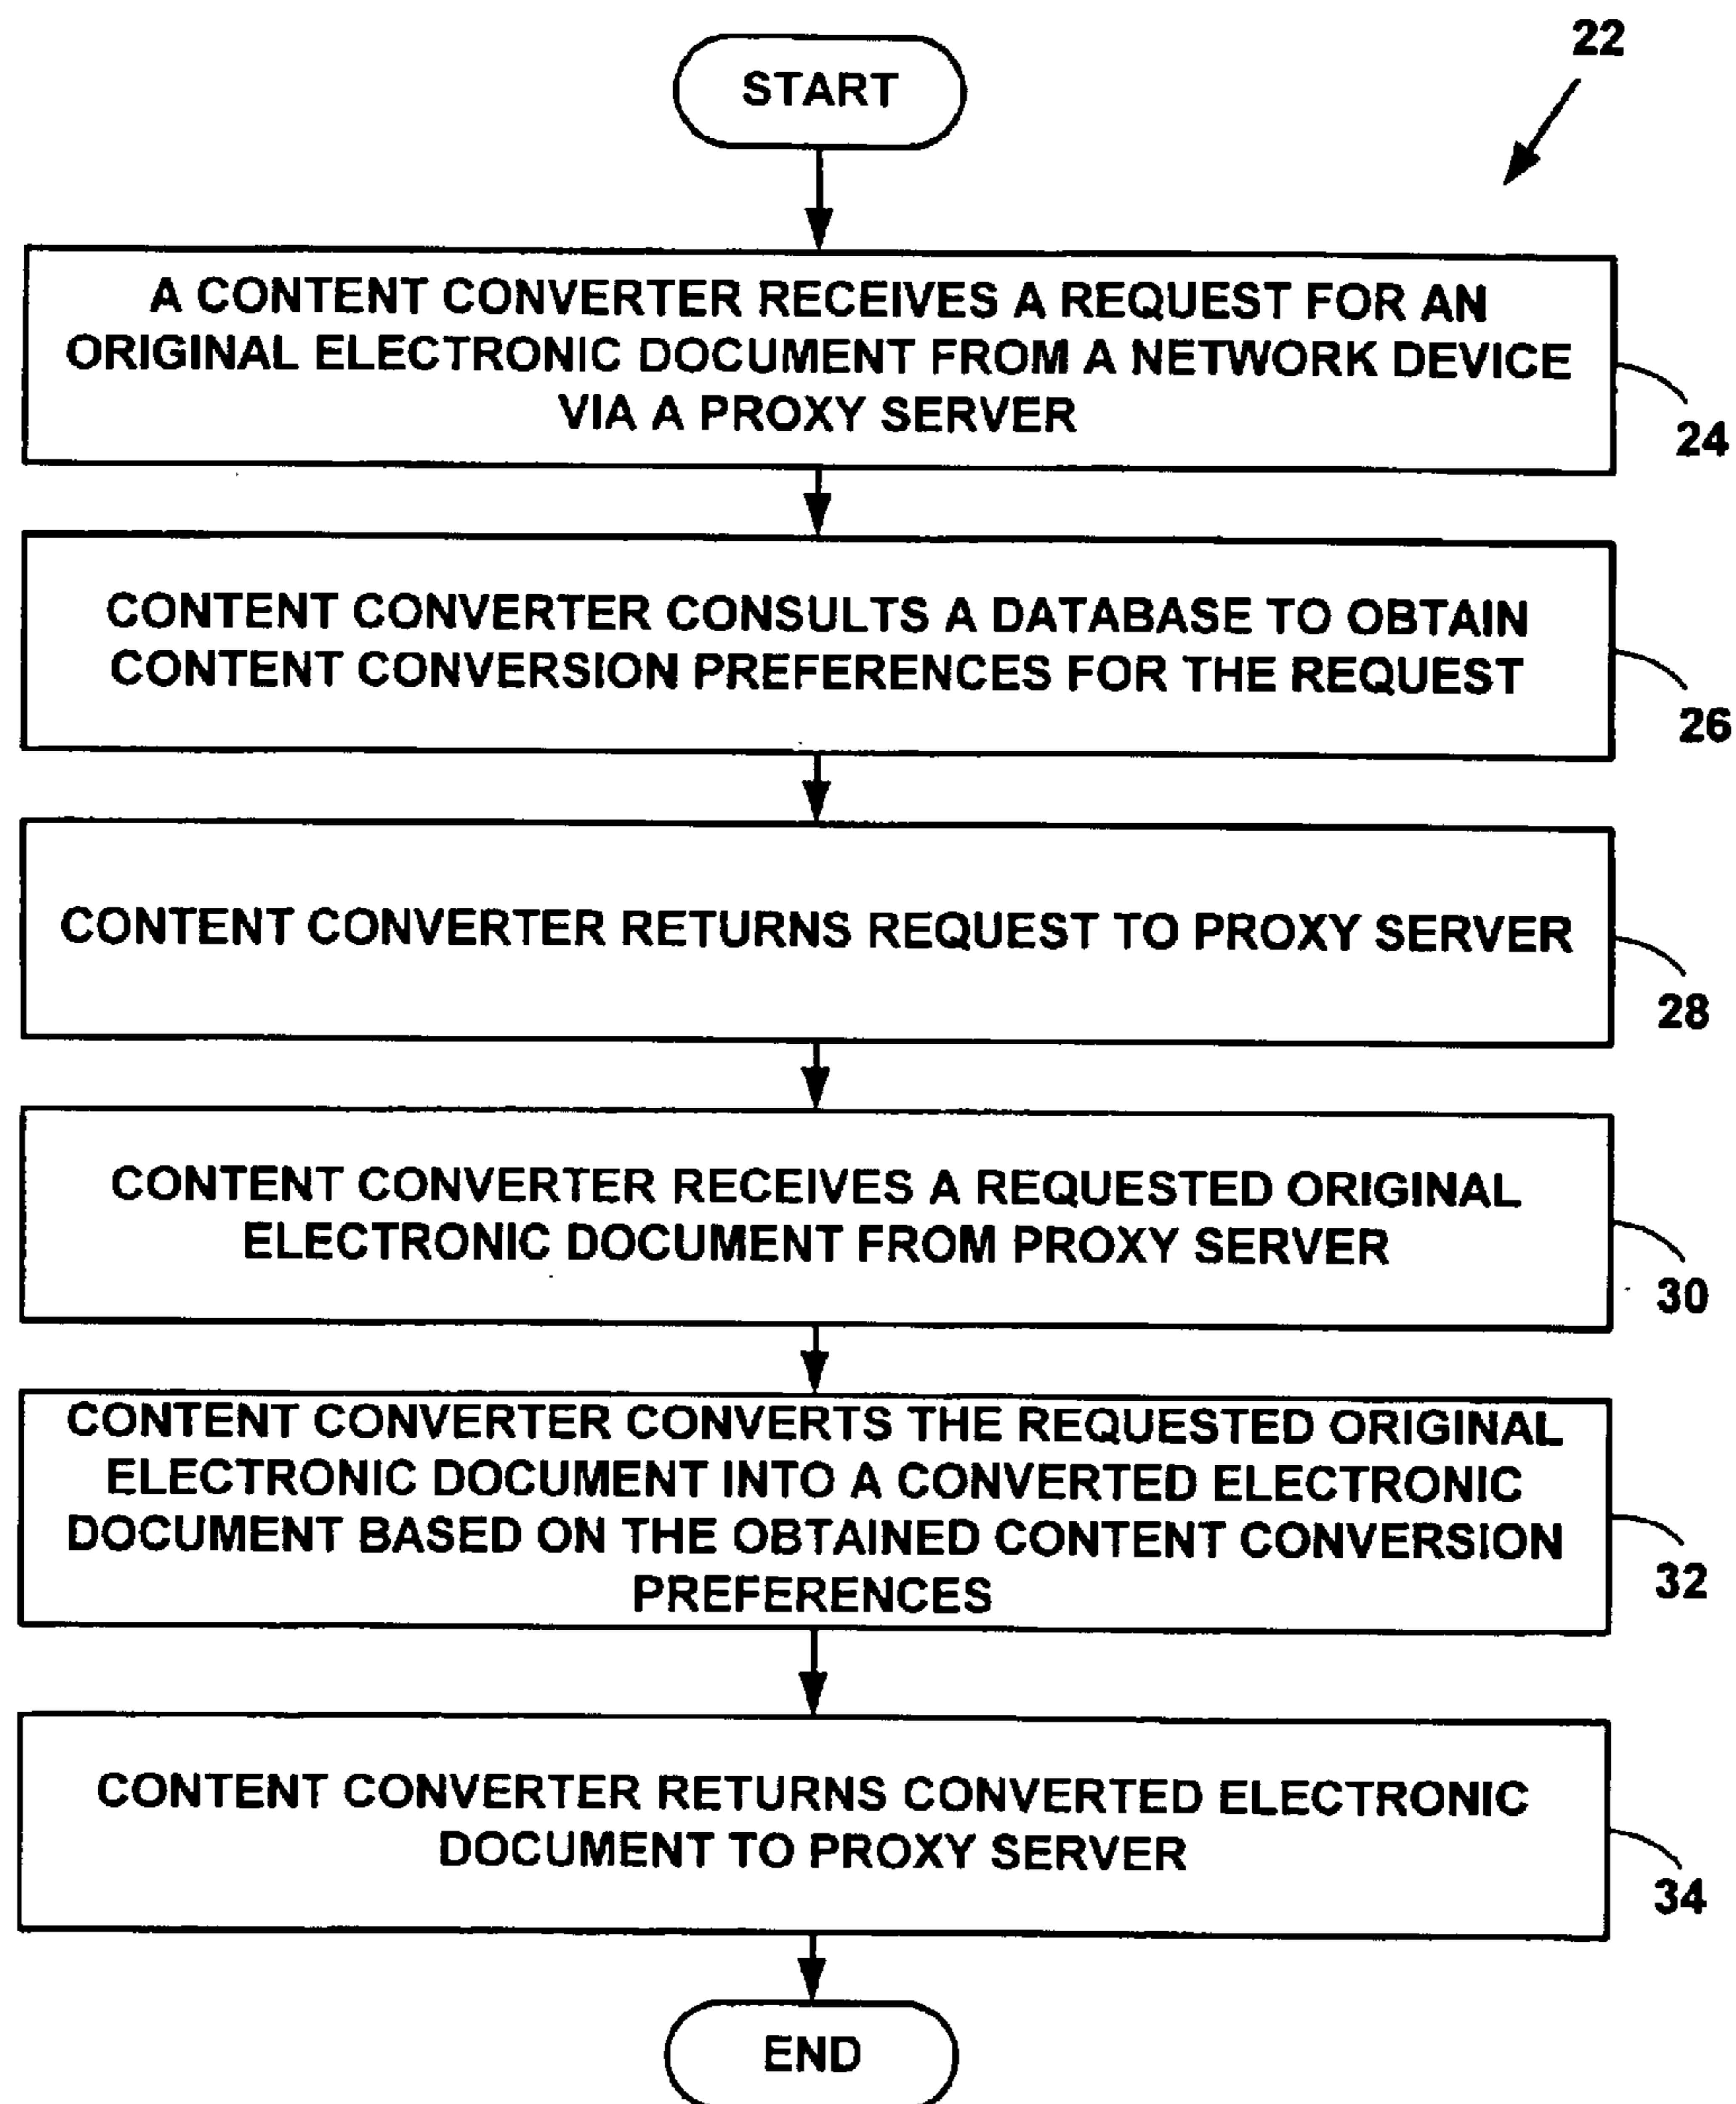 22
START
A CONTENT CONVERTER RECEIVES A REQUEST FOR AN
ORIGINAL ELECTRONIC DOCUMENT FROM A NETWORK DEVICE
VIA A PROXY SERVER
24
CONTENT CONVERTER CONSULTS A DATABASE TO OBTAIN
CONTENT CONVERSION PREFERENCES FOR THE REQUEST
26
CONTENT CONVERTER RETURNS REQUEST TO PROXY SERVER
28
CONTENT CONVERTER RECEIVES A REQUESTED ORIGINAL
ELECTRONIC DOCUMENT FROM PROXY SERVER
30
CONTENT CONVERTER CONVERTS THE REQUESTED ORIGINAL
ELECTRONIC DOCUMENT INTO A CONVERTED ELECTRONIC
DOCUMENT BASED ON THE OBTAINED CONTENT CONVERSION
PREFERENCES
32
CONTENT CONVERTER RETURNS CONVERTED ELECTRONIC
DOCUMENT TO PROXY SERVER
34
END